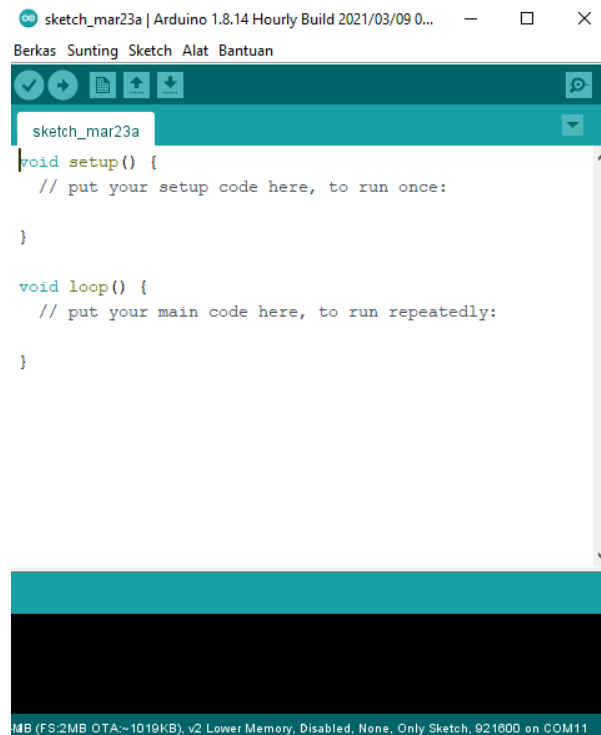 sketch_mar23a | Arduino 1.8.14 Hourly Build 2021/03/09 0...
Berkas Sunting Sketch Alat Bantuan
sketch_mar23a
void setup() {
  // put your setup code here, to run once:
}
void loop() {
  // put your main code here, to run repeatedly:
}
MB (FS:2MB OTA:~1019KB), v2 Lower Memory, Disabled, None, Only Sketch, 921600 on COM11